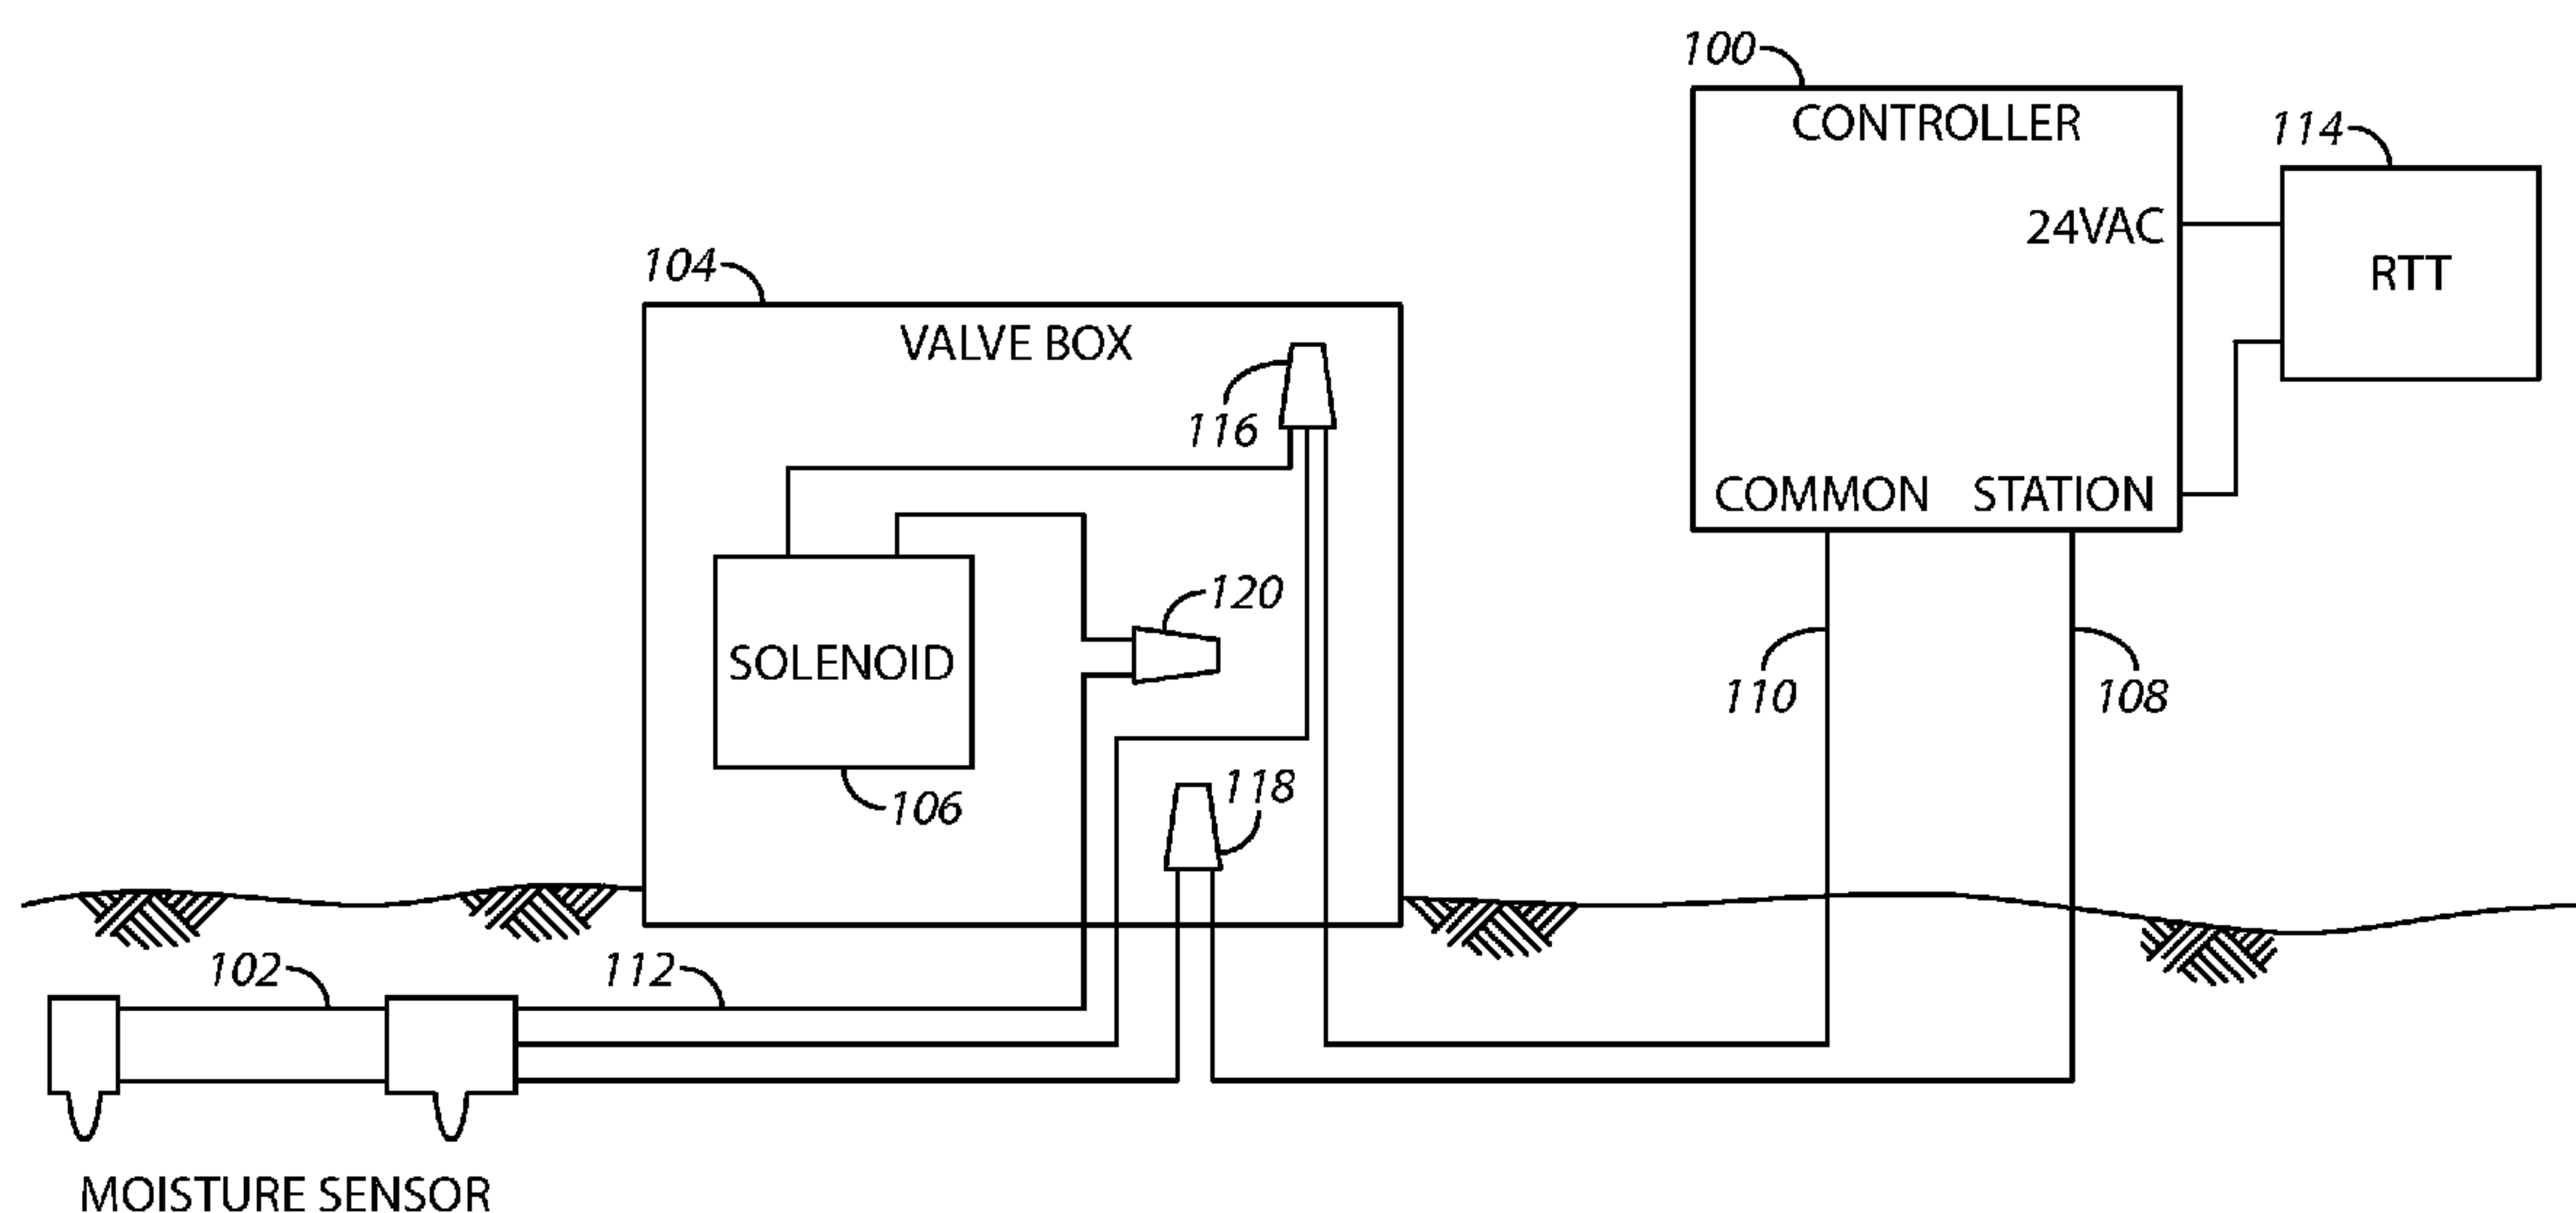 100
CONTROLLER
114
24VAC
RTT
104
VALVE BOX
116
COMMON STATION
120
SOLENOID
110
108
118
106
102
112
MOISTURE SENSOR